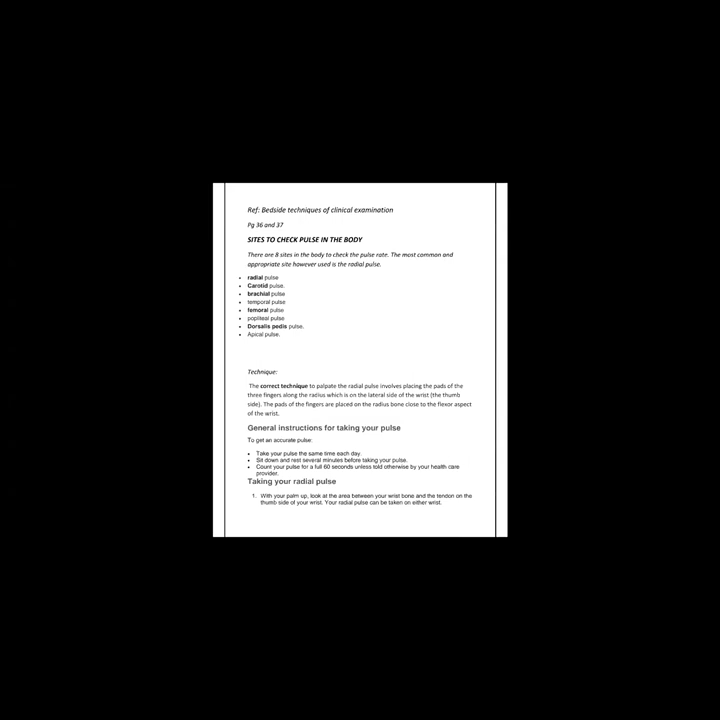 Ref: Bedside techniques of clinical examination
Pg 36 and 37
SITES TO CHECK PULSE IN THE BODY
There are 8 sites in the body to check the pulse rate. The most common and
appropriate site however used is the radial pulse.
• radial pulse
• Carotid pulse.
• brachial pulse
• temporal pulse
• femoral pulse
• popliteal pulse
• Dorsalis pedis pulse.
• Apical pulse.
Technique:
The correct technique to palpate the radial pulse involves placing the pads of the
three fingers along the radius which is on the lateral side of the wrist (the thumb
side). The pads of the fingers are placed on the radius bone close to the flexor aspect
of the wrist.
General instructions for taking your pulse
To get an accurate pulse:
• Take your pulse the same time each day.
• Sit down and rest several minutes before taking your pulse.
• Count your pulse for a full 60 seconds unless told otherwise by your health care
provider.
Taking your radial pulse
1. With your palm up, look at the area between your wrist bone and the tendon on the
thumb side of your wrist. Your radial pulse can be taken on either wrist.